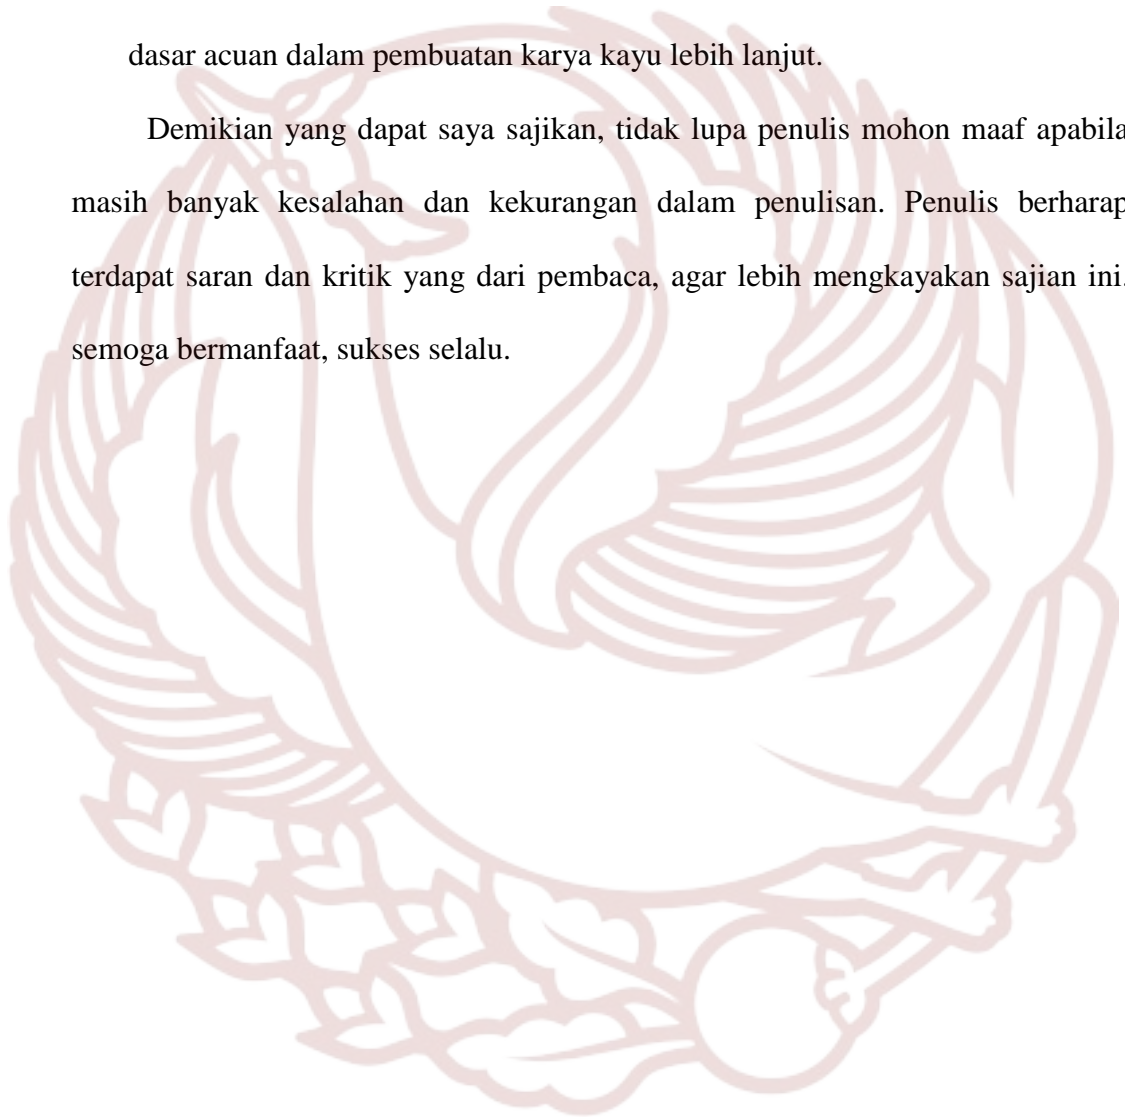 dasar acuan dalam pembuatan karya kayu lebih lanjut.
Demikian yang dapat saya sajikan, tidak lupa penulis mohon maaf apabila
masih banyak kesalahan dan kekurangan dalam penulisan. Penulis berharap
terdapat saran dan kritik yang dari pembaca, agar lebih mengkayakan sajian ini.
semoga bermanfaat, sukses selalu.